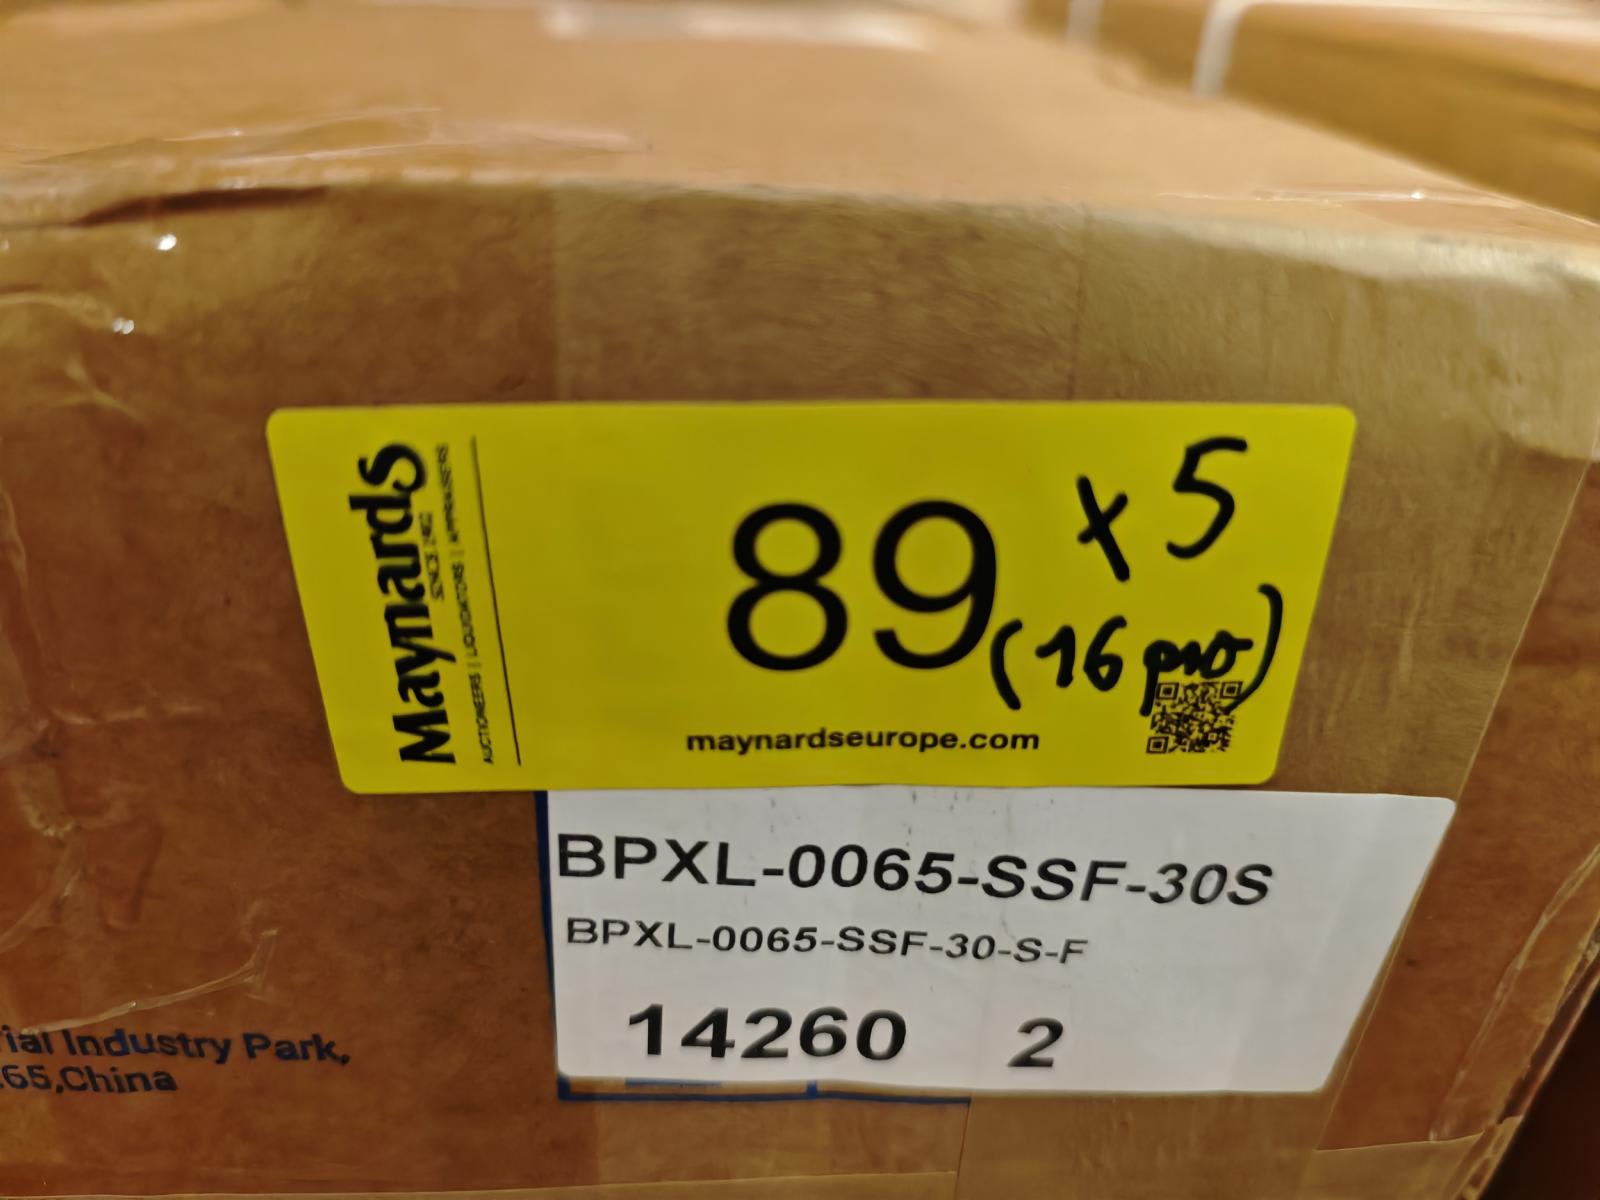 Maynards
SINCE 1902
AUCTIONEERS | LIQUIDATORS | APPRAISERS
89 x 5
(16 pro)
maynardseurope.com
BPXL-0065-SSF-30S
BPXL-0065-SSF-30-S-F
14260 2
rial Industry Park,
65,China